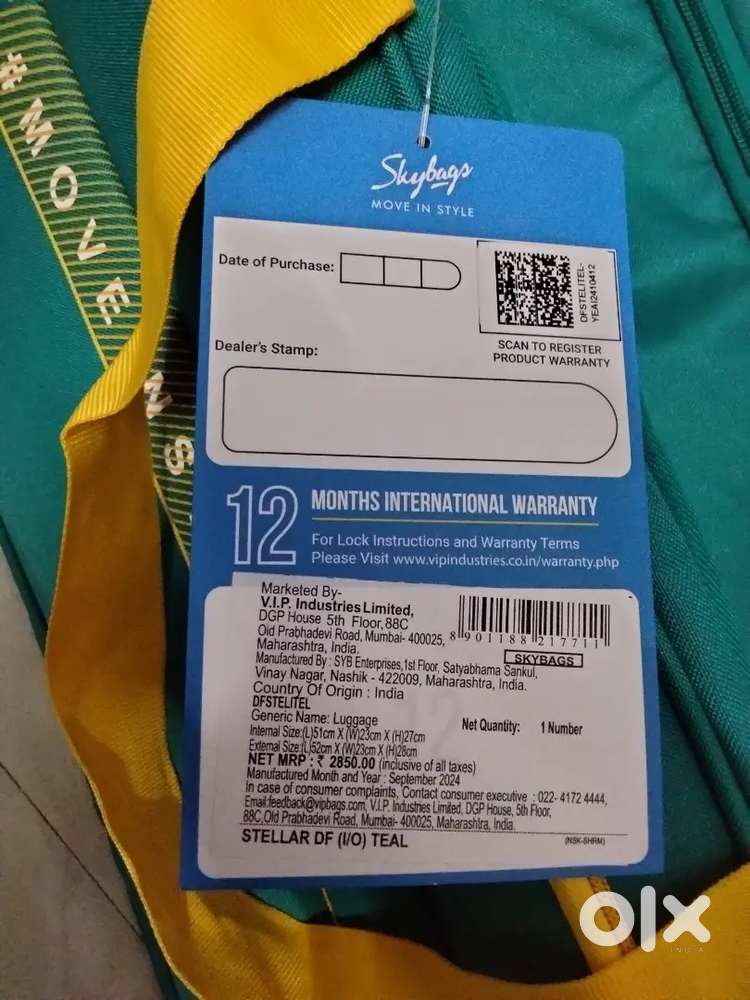 #MOVEINS
Skybags
MOVE IN STYLE
Date of Purchase:
DFSTELITEL-
YEAI2410412
SCAN TO REGISTER
PRODUCT WARRANTY
Dealer's Stamp:
12 MONTHS INTERNATIONAL WARRANTY
For Lock Instructions and Warranty Terms
Please Visit www.vipindustries.co.in/warranty.php
Marketed By-
V.I.P. Industries Limited,
DGP House 5th Floor, 88C
Old Prabhadevi Road, Mumbai- 400025,
Maharashtra, India.
8 901188 217711
SKYBAGS
Manufactured By : SYB Enterprises,1st Floor, Satyabhama Sankul,
Vinay Nagar, Nashik - 422009, Maharashtra, India.
Country Of Origin : India
DFSTELITEL
Generic Name: Luggage
Net Quantity: 1 Number
Internal Size:(L)51cm X (W)23cm X (H)27cm
External Size:(L)52cm X (W)23cm X (H)28cm
NET MRP : ₹ 2850.00 (inclusive of all taxes)
Manufactured Month and Year : September 2024
In case of consumer complaints, Contact consumer executive : 022- 4172 4444,
Email:feedback@vipbags.com, V.I.P. Industries Limited, DGP House, 5th Floor,
88C,Old Prabhadevi Road, Mumbai- 400025, Maharashtra, India.
STELLAR DF (I/O) TEAL
(NSK-SHRM)
olx
INDIA